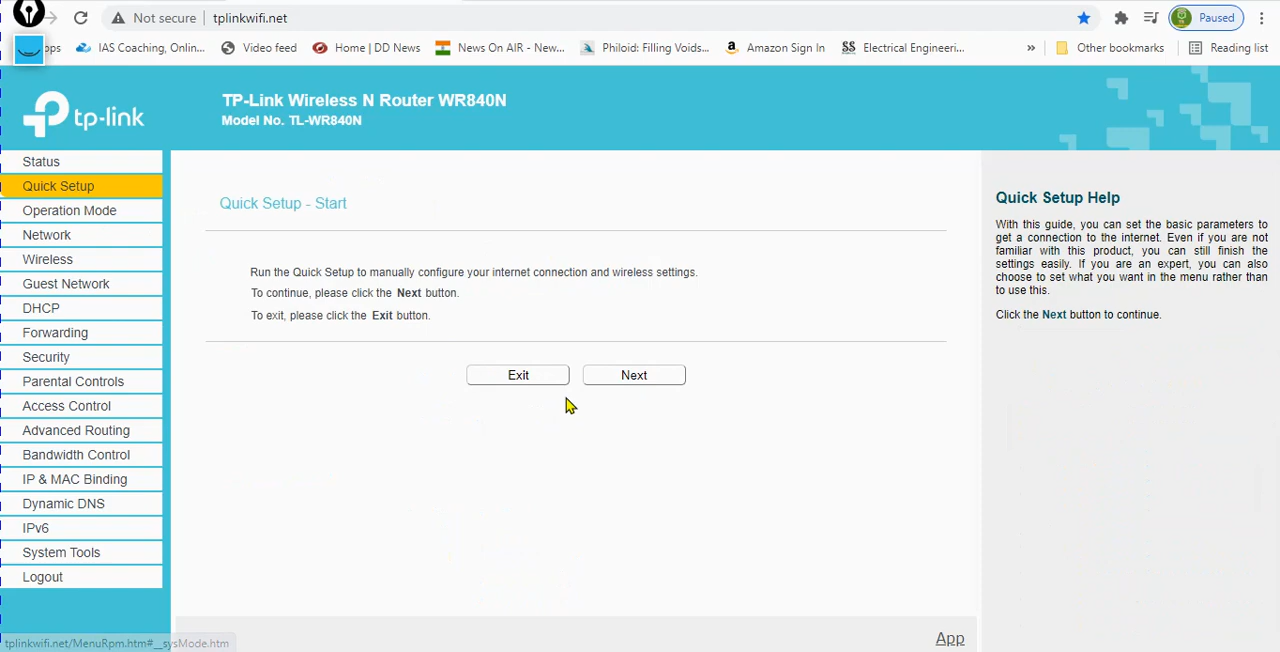 Not secure tplinkwifi.net Paused
ops IAS Coaching, Onlin... Video feed Home | DD News News On AIR - New... Philoid: Filling Voids... Amazon Sign In Electrical Engineeri... » Other bookmarks Reading list
tp-link
TP-Link Wireless N Router WR840N
Model No. TL-WR840N
Status
Quick Setup
Operation Mode
Network
Wireless
Guest Network
DHCP
Forwarding
Security
Parental Controls
Access Control
Advanced Routing
Bandwidth Control
IP & MAC Binding
Dynamic DNS
IPv6
System Tools
Logout
Quick Setup - Start
Run the Quick Setup to manually configure your internet connection and wireless settings.
To continue, please click the Next button.
To exit, please click the Exit button.
Exit Next
Quick Setup Help
With this guide, you can set the basic parameters to
get a connection to the internet. Even if you are not
familiar with this product, you can still finish the
settings easily. If you are an expert, you can also
choose to set what you want in the menu rather than
to use this.
Click the Next button to continue.
App
tplinkwifi.net/MenuRpm.htm#__sysMode.htm